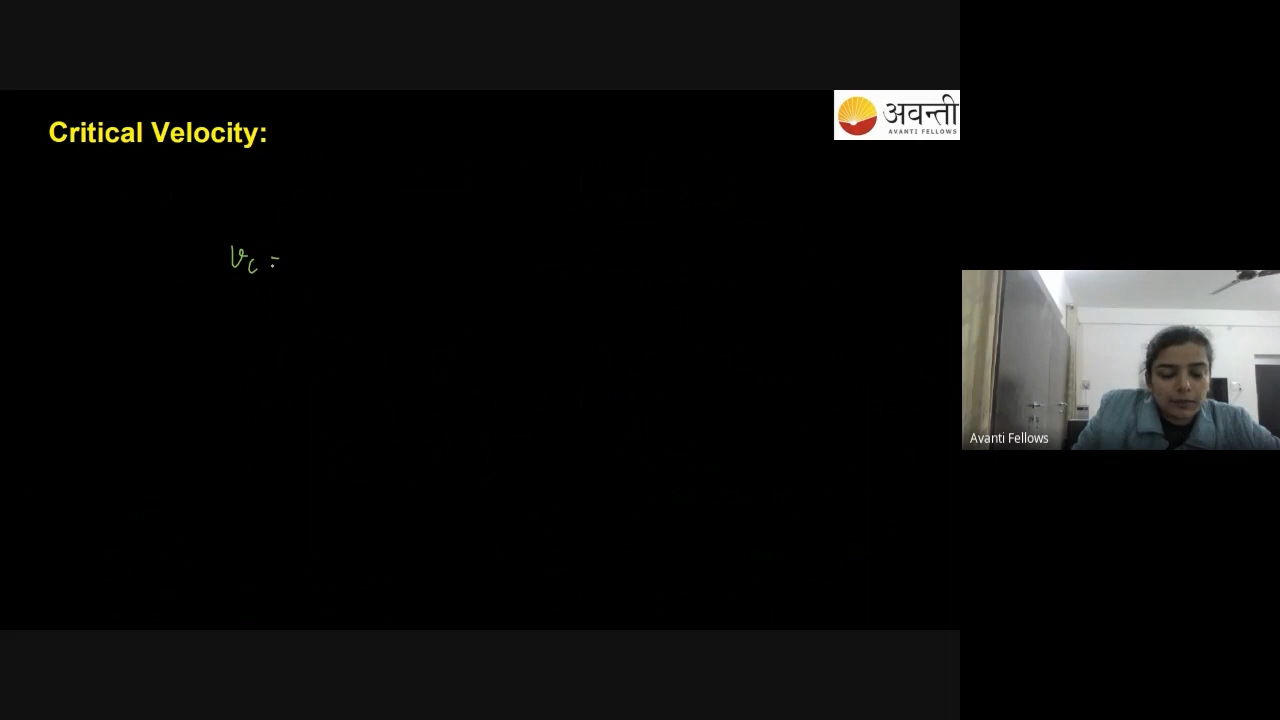 अवन्ती
AVANTI FELLOWS
Critical Velocity:
Vc =
Avanti Fellows